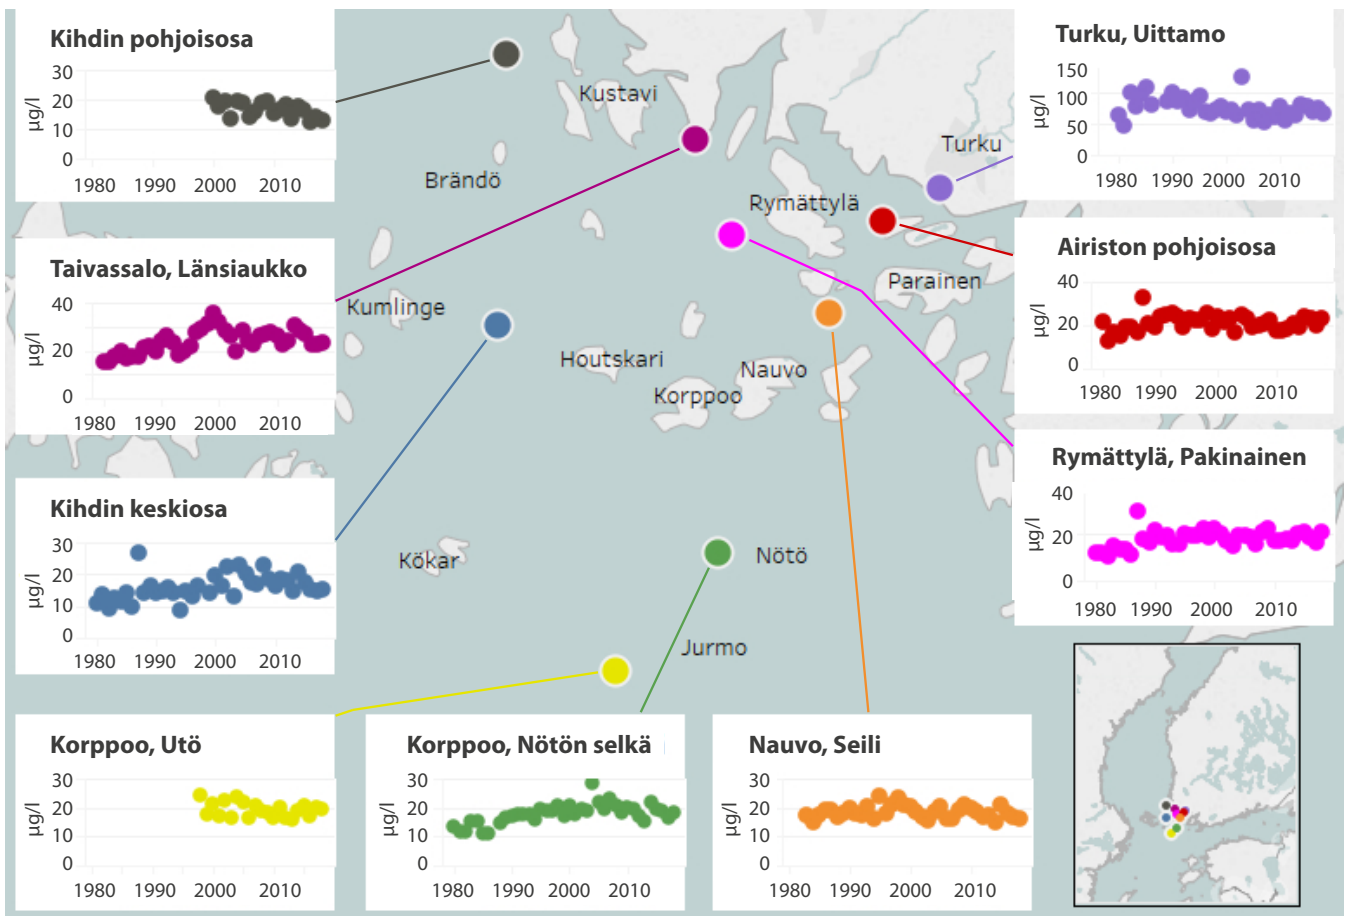 Kihdin pohjoisosa
30
20
10
0
µg/l
1980 1990 2000 2010
Taivassalo, Länsiaukko
40
20
0
µg/l
1980 1990 2000 2010
Kihdin keskiosa
30
20
10
0
µg/l
1980 1990 2000 2010
Korppoo, Utö
30
20
10
0
µg/l
1980 1990 2000 2010
Korppoo, Nötön selkä
30
20
10
0
µg/l
1980 1990 2000 2010
Nauvo, Seili
30
20
10
0
µg/l
1980 1990 2000 2010
Turku, Uittamo
150
100
50
0
µg/l
1980 1990 2000 2010
Airiston pohjoisosa
40
20
0
µg/l
1980 1990 2000 2010
Rymättylä, Pakinainen
40
20
0
µg/l
1980 1990 2000 2010
Kustavi
Turku
Brändö
Rymättylä
Parainen
Kumlinge
Houtskari
Nauvo
Korppoo
Kökar
Nötö
Jurmo